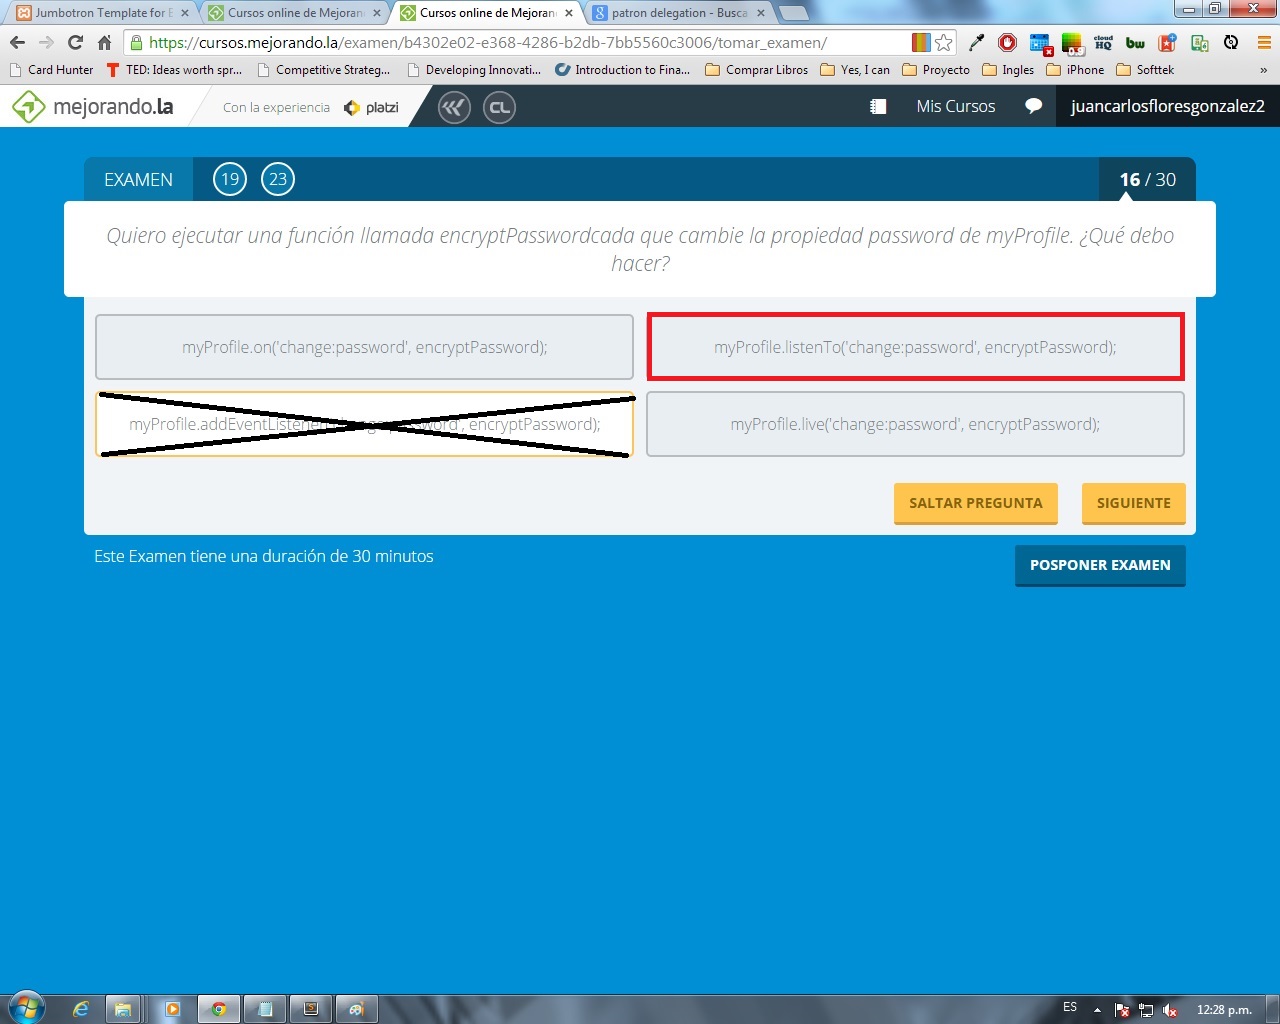 Jumbotron Template for B
Cursos online de Mejorand
Cursos online de Mejoran
patron delegation - Busca
https://cursos.mejorando.la/examen/b4302e02-e368-4286-b2db-7bb5560c3006/tomar_examen/
Card Hunter
TED: Ideas worth spr...
Competitive Strateg...
Developing Innovati...
Introduction to Fina...
Comprar Libros
Yes, I can
Proyecto
Ingles
iPhone
Softtek
»
mejorando.la
Con la experiencia
platzi
CL
Mis Cursos
juancarlosfloresgonzalez2
EXAMEN
19
23
16 / 30
Quiero ejecutar una función llamada encryptPasswordcada que cambie la propiedad password de myProfile. ¿Qué debo
hacer?
myProfile.on('change:password', encryptPassword);
myProfile.listenTo('change:password', encryptPassword);
encryptPassword);
myProfile.live('change:password', encryptPassword);
SALTAR PREGUNTA
SIGUIENTE
Este Examen tiene una duración de 30 minutos
POSPONER EXAMEN
ES
12:28 p.m.